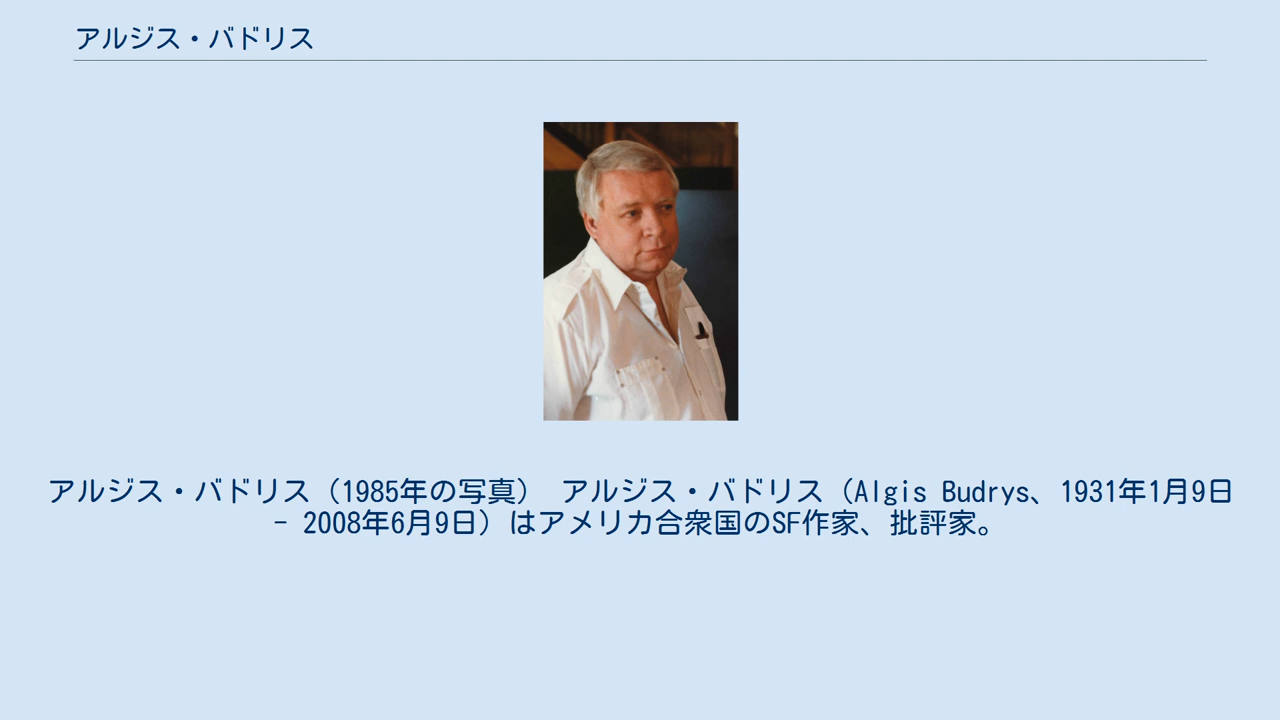 アルジス・バドリス
アルジス・バドリス（1985年の写真） アルジス・バドリス（Algis Budrys、1931年1月9日
- 2008年6月9日）はアメリカ合衆国のSF作家、批評家。